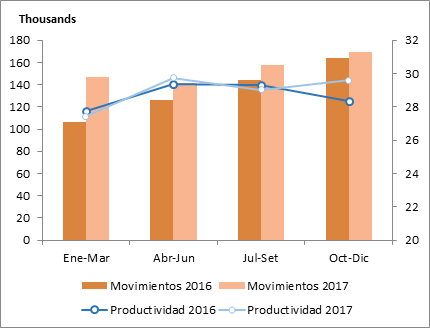 Thousands
180 32
160 30
140
120 28
100 26
80
60 24
40 22
20
0 20
Ene-Mar Abr-Jun Jul-Set Oct-Dic
Movimientos 2016 Movimientos 2017
Productividad 2016 Productividad 2017